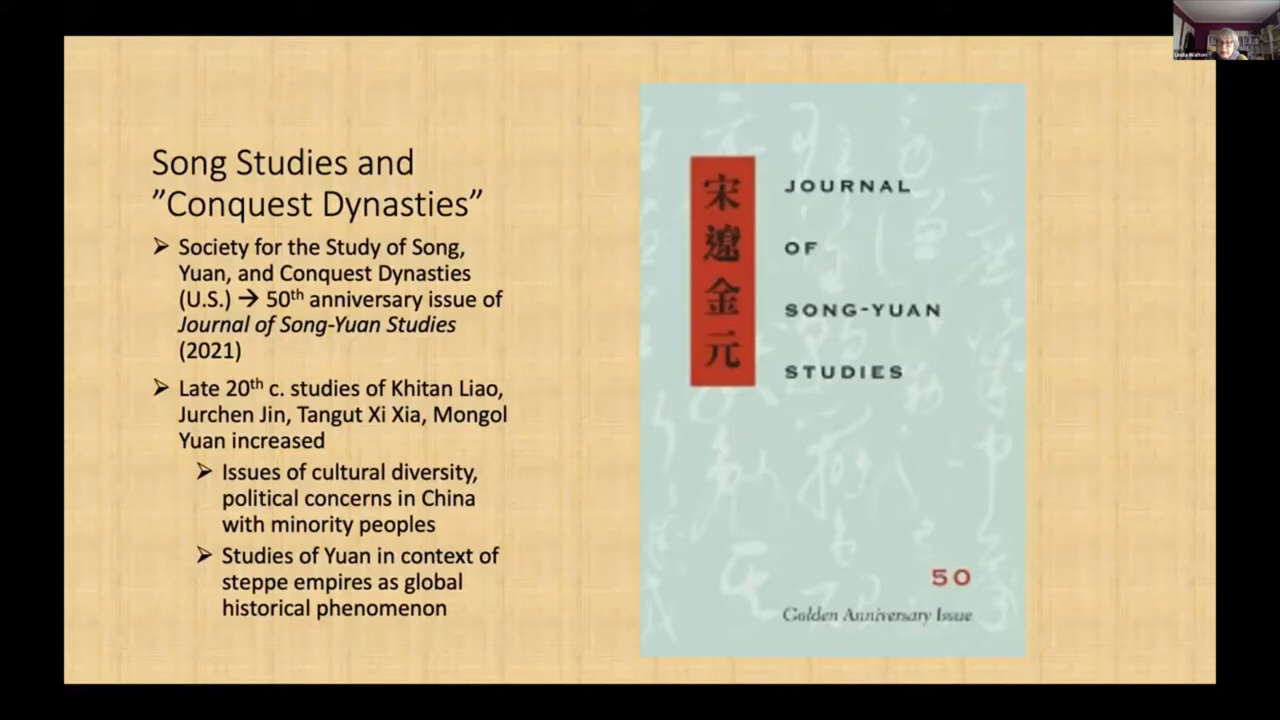 Linda Walton
Song Studies and
”Conquest Dynasties”
➢ Society for the Study of Song,
Yuan, and Conquest Dynasties
(U.S.) → 50th anniversary issue of
Journal of Song-Yuan Studies
(2021)
➢ Late 20th c. studies of Khitan Liao,
Jurchen Jin, Tangut Xi Xia, Mongol
Yuan increased
➢ Issues of cultural diversity,
political concerns in China
with minority peoples
➢ Studies of Yuan in context of
steppe empires as global
historical phenomenon
宋遼金元
JOURNAL
OF
SONG-YUAN
STUDIES
50
Golden Anniversary Issue